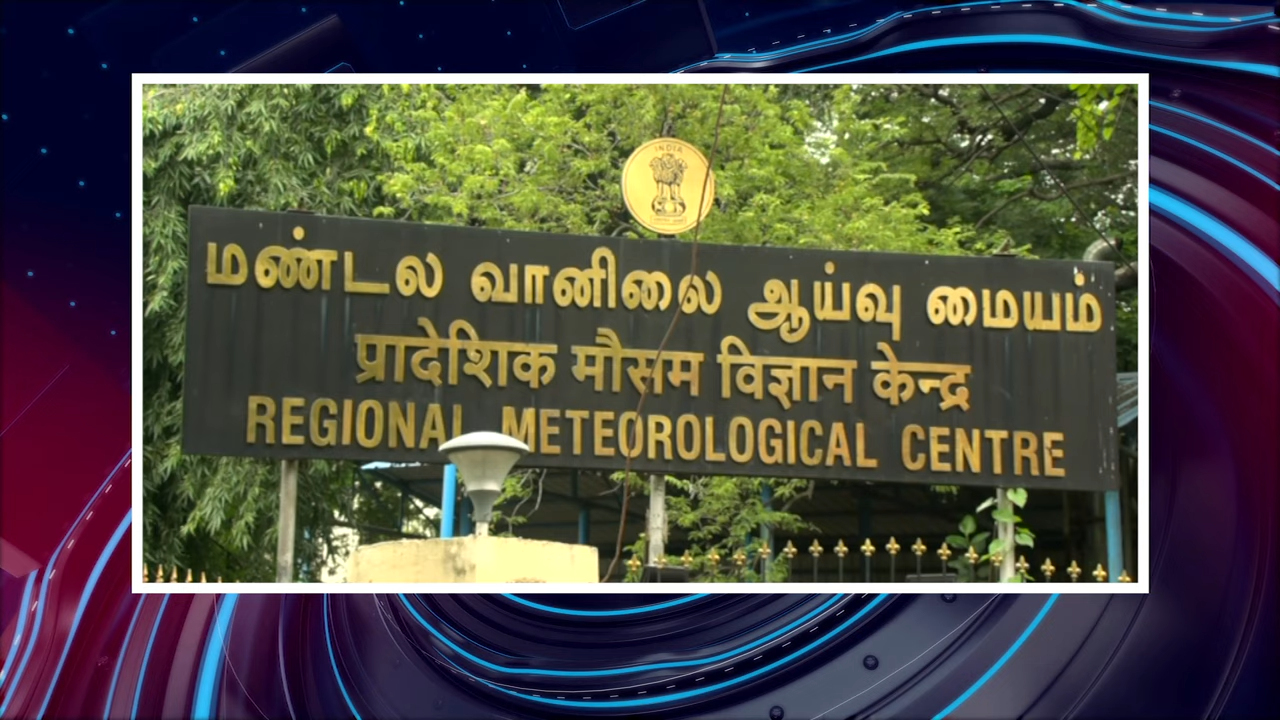 INDIA
மண்டல வானிலை ஆய்வு மையம்
प्रादेशिक मौसम विज्ञान केन्द्र
REGIONAL METEOROLOGICAL CENTRE